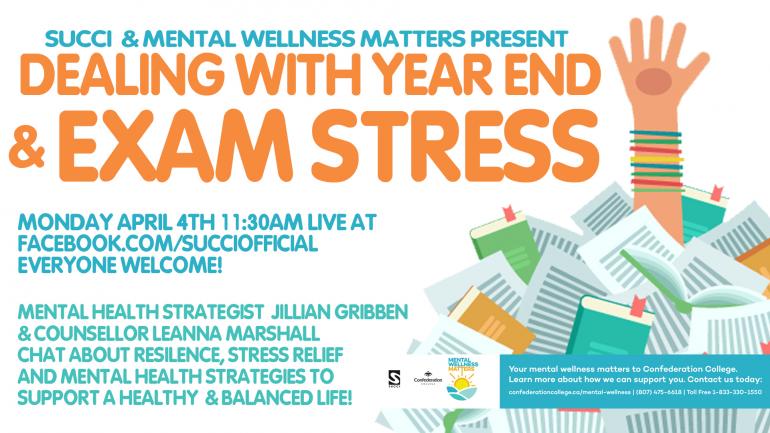 SUCCI & MENTAL WELLNESS MATTERS PRESENT
DEALING WITH YEAR END
& EXAM STRESS
MONDAY APRIL 4TH 11:30AM LIVE AT
FACEBOOK.COM/SUCCIOFFICIAL
EVERYONE WELCOME!
MENTAL HEALTH STRATEGIST JILLIAN GRIBBEN
& COUNSELLOR LEANNA MARSHALL
CHAT ABOUT RESILENCE, STRESS RELIEF
AND MENTAL HEALTH STRATEGIES TO
SUPPORT A HEALTHY & BALANCED LIFE!
S
SUCCI
Confederation
COLLEGE
MENTAL
WELLNESS
MATTERS
Your mental wellness matters to Confederation College.
Learn more about how we can support you. Contact us today:
confederationcollege.ca/mental-wellness | (807) 475-6618 | Toll Free 1-833-330-1550